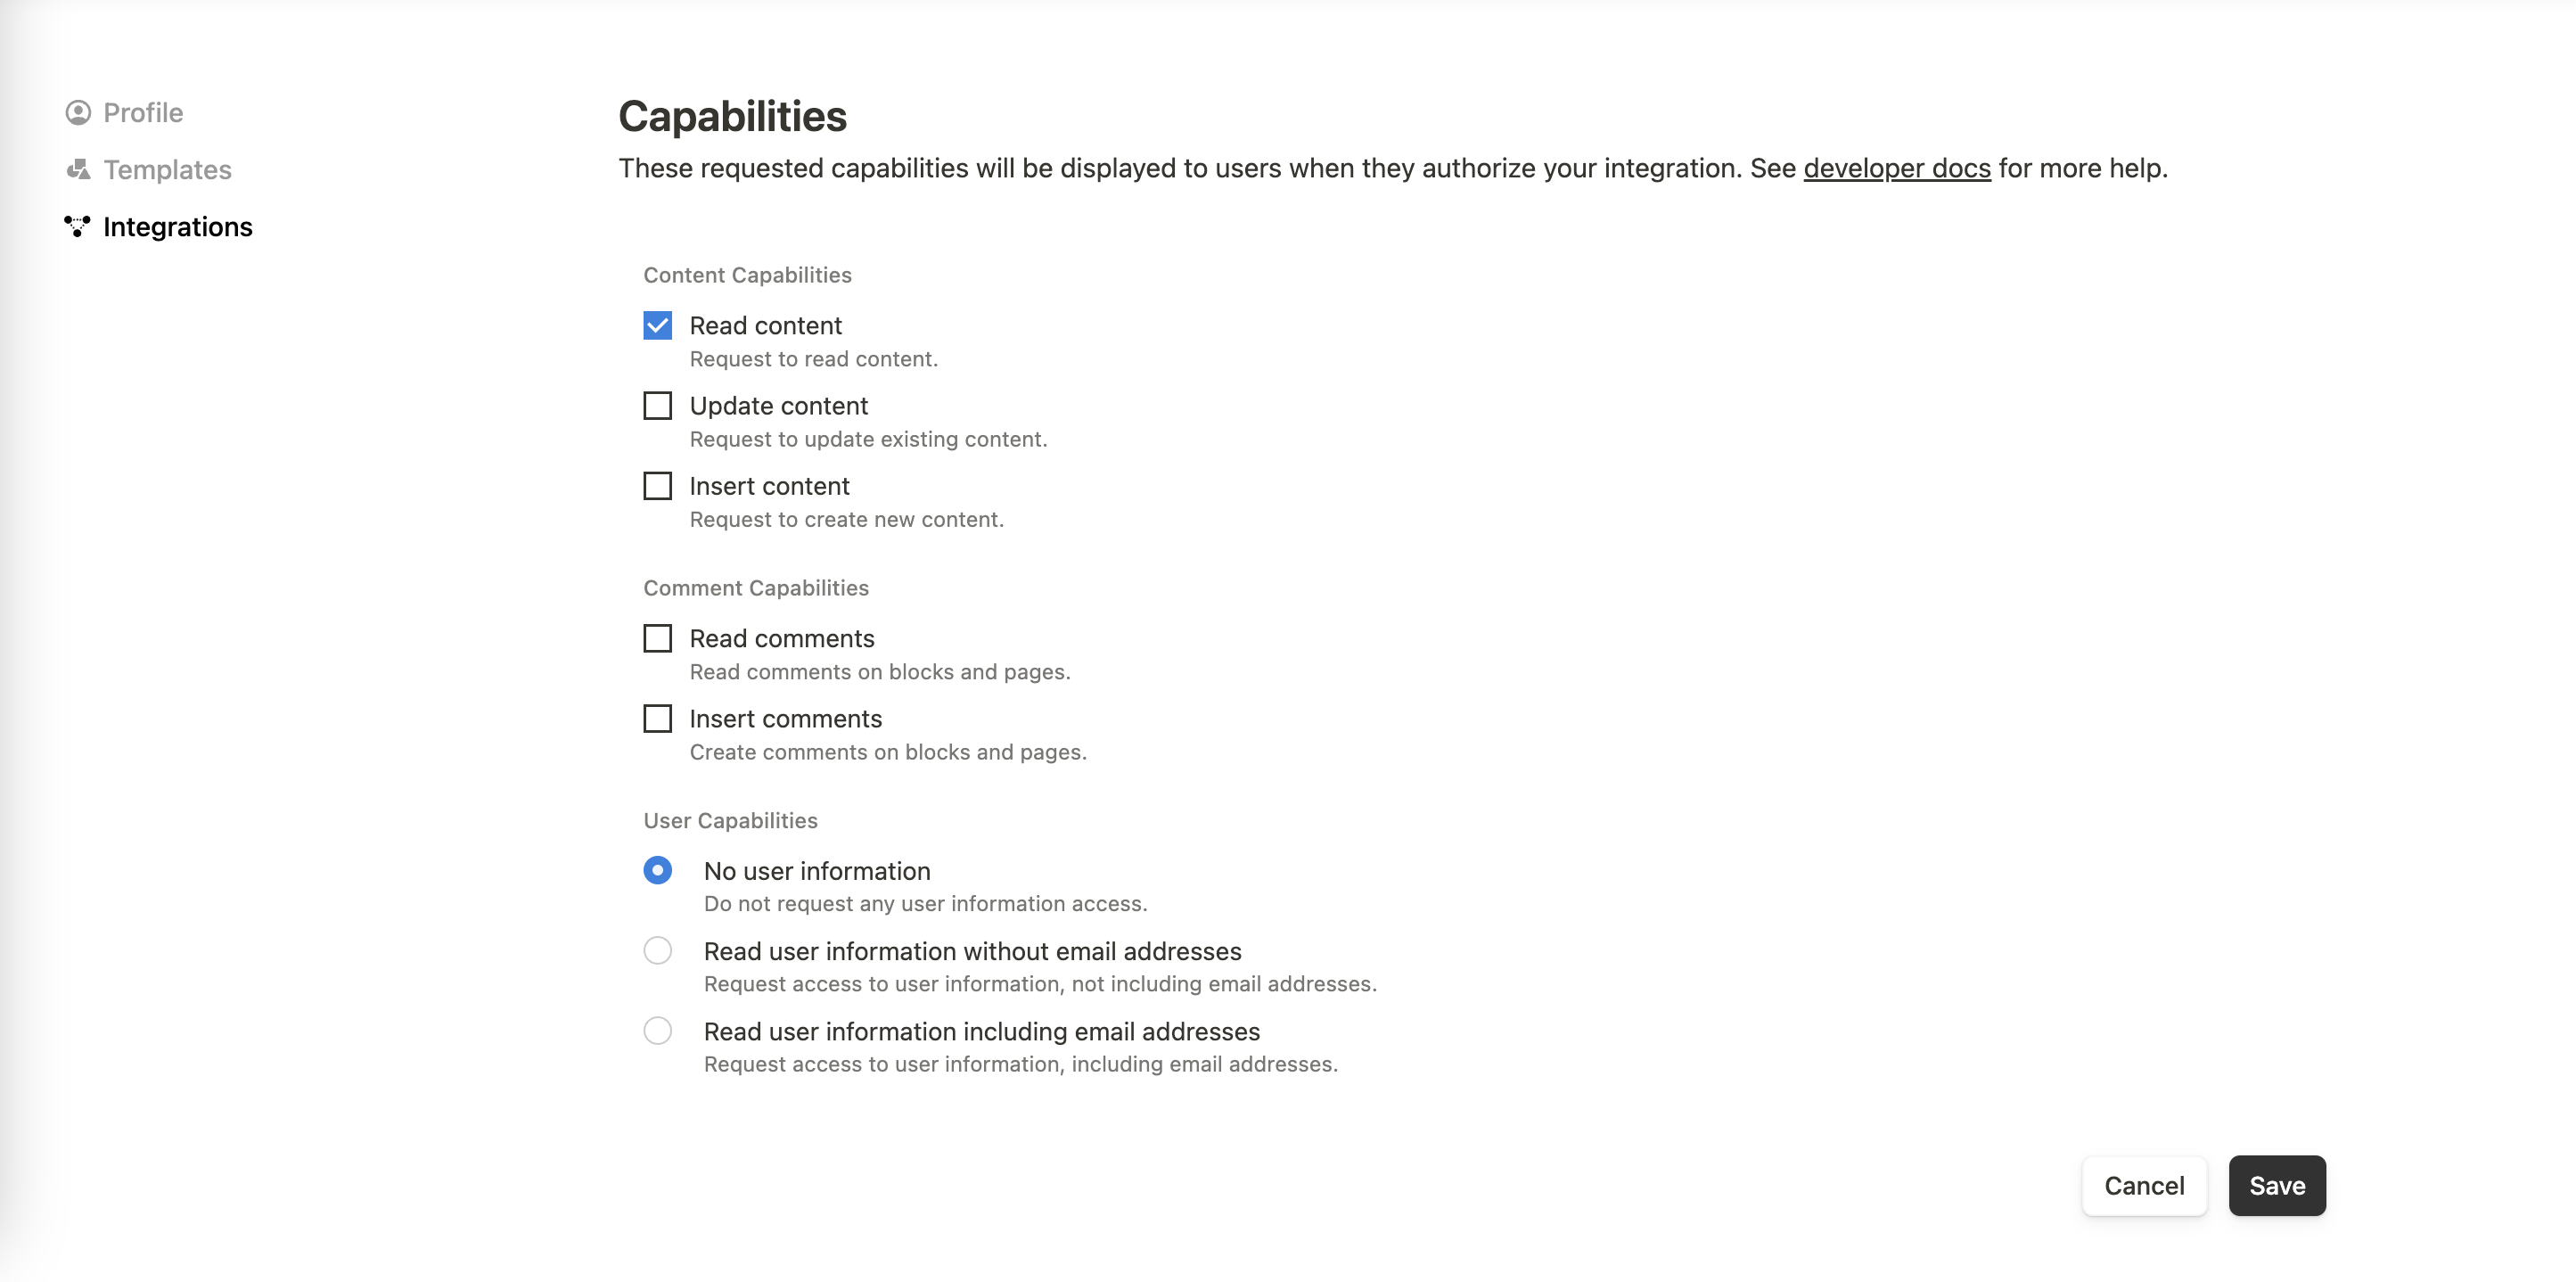 Profile
Templates
Integrations
Capabilities
These requested capabilities will be displayed to users when they authorize your integration. See developer docs for more help.
Content Capabilities
Read content
Request to read content.
Update content
Request to update existing content.
Insert content
Request to create new content.
Comment Capabilities
Read comments
Read comments on blocks and pages.
Insert comments
Create comments on blocks and pages.
User Capabilities
No user information
Do not request any user information access.
Read user information without email addresses
Request access to user information, not including email addresses.
Read user information including email addresses
Request access to user information, including email addresses.
Cancel
Save